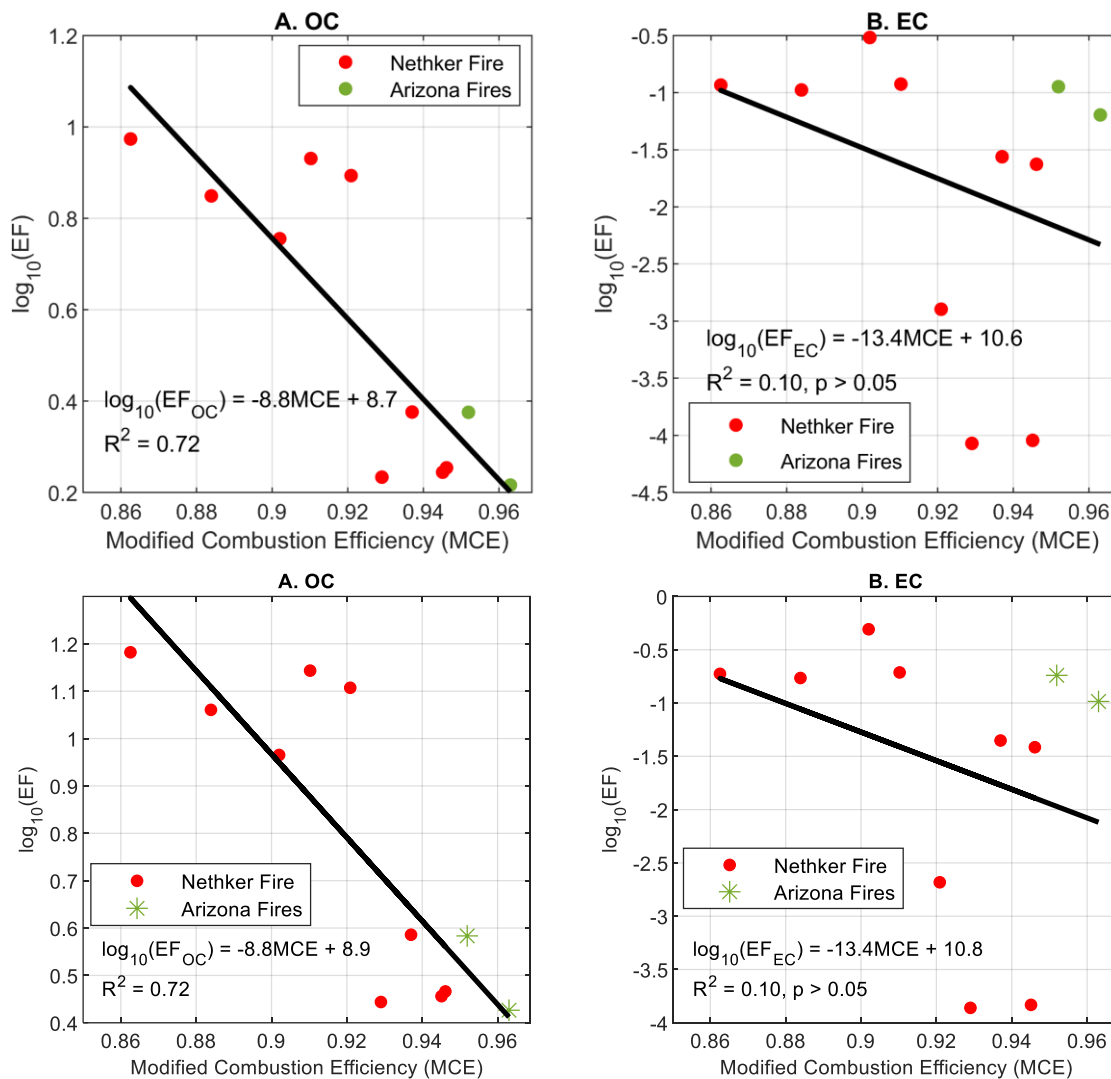 A. OC
1.2
1
0.8
0.6
0.4
0.2
log10(EF)
Nethker Fire
Arizona Fires
log10(EFOC) = -8.8MCE + 8.7
R2 = 0.72
0.86 0.88 0.9 0.92 0.94 0.96
Modified Combustion Efficiency (MCE)
B. EC
-0.5
-1
-1.5
-2
-2.5
-3
-3.5
-4
-4.5
log10(EF)
log10(EFEC) = -13.4MCE + 10.6
R2 = 0.10, p > 0.05
Nethker Fire
Arizona Fires
0.86 0.88 0.9 0.92 0.94 0.96
Modified Combustion Efficiency (MCE)
A. OC
1.2
1.1
1
0.9
0.8
0.7
0.6
0.5
0.4
log10(EF)
Nethker Fire
Arizona Fires
log10(EFOC) = -8.8MCE + 8.9
R2 = 0.72
0.86 0.88 0.9 0.92 0.94 0.96
Modified Combustion Efficiency (MCE)
B. EC
0
-0.5
-1
-1.5
-2
-2.5
-3
-3.5
-4
log10(EF)
Nethker Fire
Arizona Fires
log10(EFEC) = -13.4MCE + 10.8
R2 = 0.10, p > 0.05
0.86 0.88 0.9 0.92 0.94 0.96
Modified Combustion Efficiency (MCE)